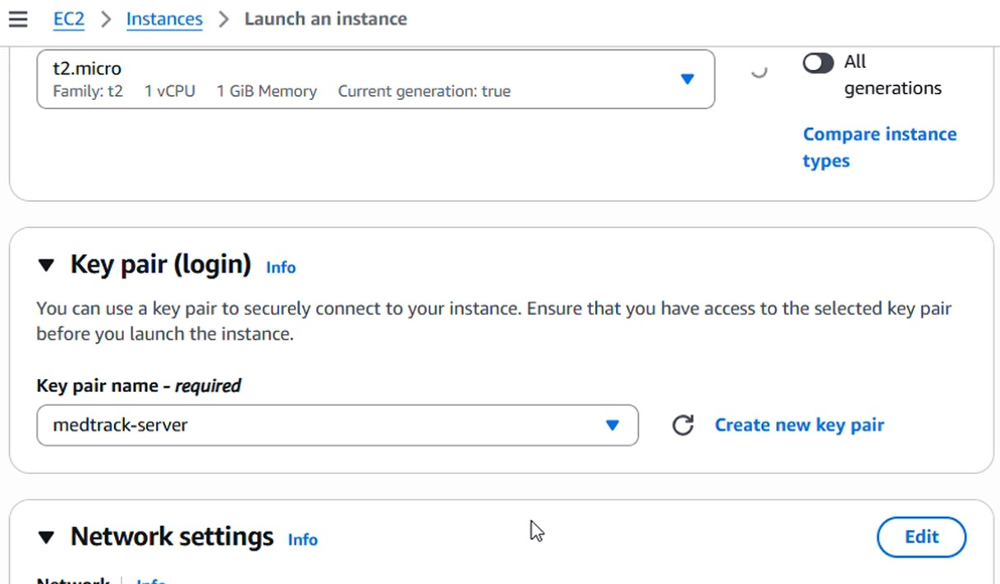 EC2 > Instances > Launch an instance
t2.micro
Family: t2 1 vCPU 1 GiB Memory Current generation: true
All
generations
Compare instance
types
Key pair (login) Info
You can use a key pair to securely connect to your instance. Ensure that you have access to the selected key pair
before you launch the instance.
Key pair name - required
medtrack-server
Create new key pair
Network settings Info
Edit
Network Info